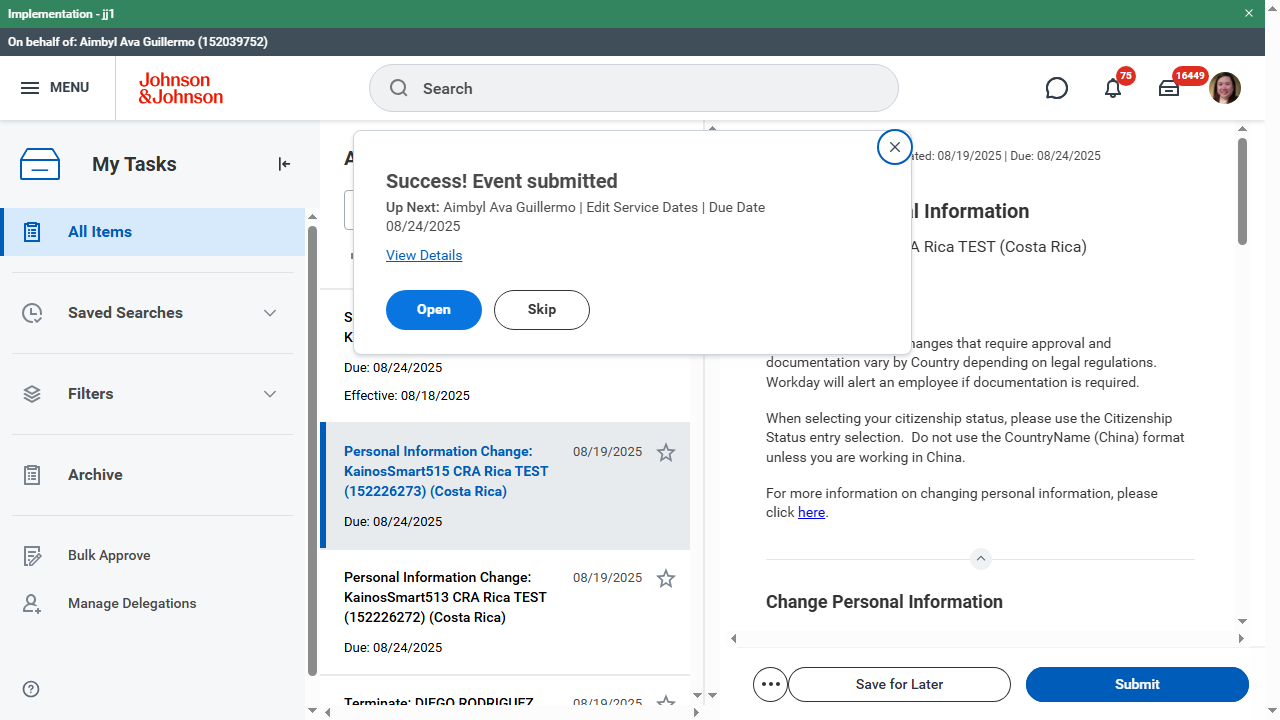 Implementation - jj1
On behalf of: Aimbyl Ava Guillermo (152039752)
MENU
Johnson
&Johnson
Search
75
16449
My Tasks
All Items
Saved Searches
Filters
Archive
Bulk Approve
Manage Delegations
Success! Event submitted
Up Next: Aimbyl Ava Guillermo | Edit Service Dates | Due Date
08/24/2025
View Details
Open
Skip
Due: 08/24/2025
Effective: 08/18/2025
Personal Information Change:
KainosSmart515 CRA Rica TEST
(152226273) (Costa Rica)
08/19/2025
Due: 08/24/2025
Personal Information Change:
KainosSmart513 CRA Rica TEST
(152226272) (Costa Rica)
08/19/2025
Due: 08/24/2025
Terminate: DIEGO RODRIGUEZ
08/19/2025
08/19/2025 | Due: 08/24/2025
Information
Rica TEST (Costa Rica)
that require approval and
documentation vary by Country depending on legal regulations.
Workday will alert an employee if documentation is required.
When selecting your citizenship status, please use the Citizenship
Status entry selection. Do not use the CountryName (China) format
unless you are working in China.
For more information on changing personal information, please
click here.
Change Personal Information
Save for Later
Submit